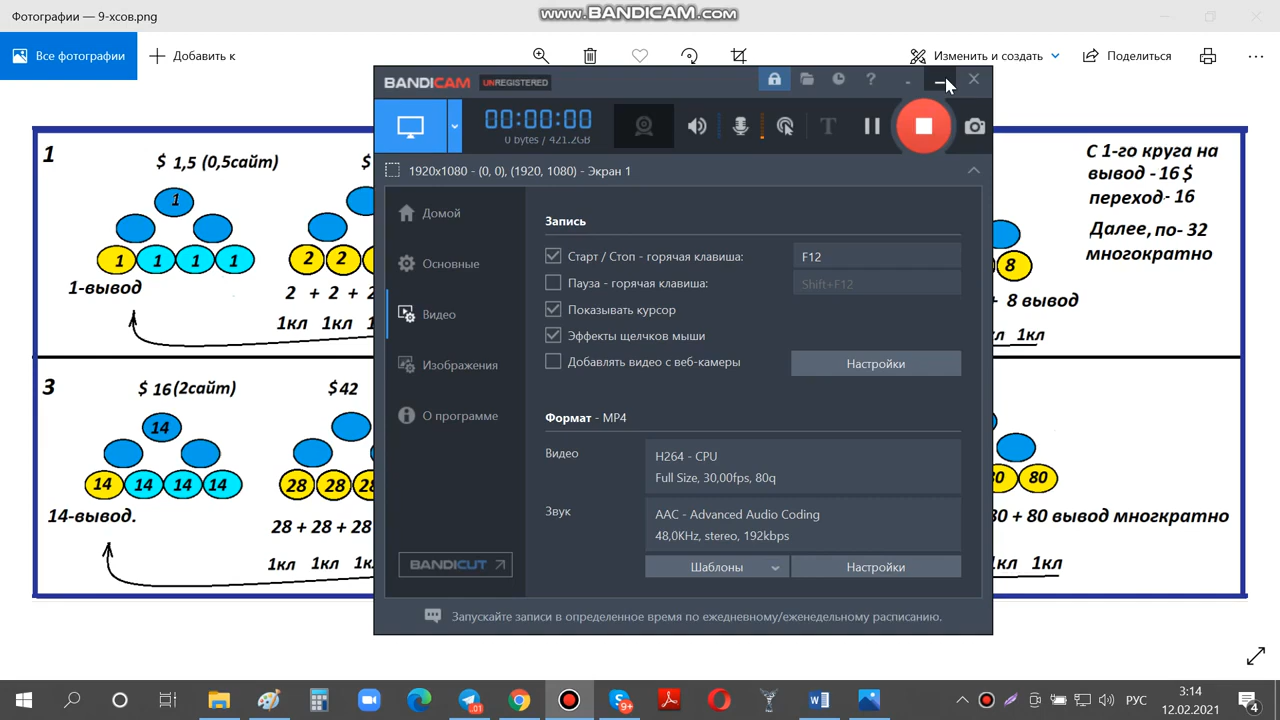 Фотографии — 9-хсов.png
www.BANDICAM.com
Все фотографии
Добавить к
Изменить и создать
Поделиться
BANDICAM UNREGISTERED
00:00:00
0 bytes / 421.2GB
T
1920x1080 - (0, 0), (1920, 1080) - Экран 1
Домой
Основные
Видео
Изображения
О программе
BANDICUT
Запись
Старт / Стоп - горячая клавиша:
F12
Пауза - горячая клавиша:
Shift+F12
Показывать курсор
Эффекты щелчков мыши
Добавлять видео с веб-камеры
Настройки
Формат - MP4
Видео
H264 - CPU
Full Size, 30,00fps, 80q
Звук
AAC - Advanced Audio Coding
48,0KHz, stereo, 192kbps
Шаблоны
Настройки
Запускайте записи в определенное время по ежедневному/еженедельному расписанию.
1
$ 1,5 (0,5сайт)
$
1
1 1 1 1
2 2
1-вывод
2 + 2 + 2
1кл 1кл
8
+ 8 вывод
1кл
С 1-го круга на
вывод - 16 $
переход- 16
Далее, по- 32
многократно
3
$ 16 (2сайт)
$42
14
14 14 14 14
28 28 28
14-вывод.
28 + 28 + 28
1кл 1кл 1кл
80
80 + 80 вывод многкратно
1кл
.01
9+
РУС
3:14
12.02.2021
4